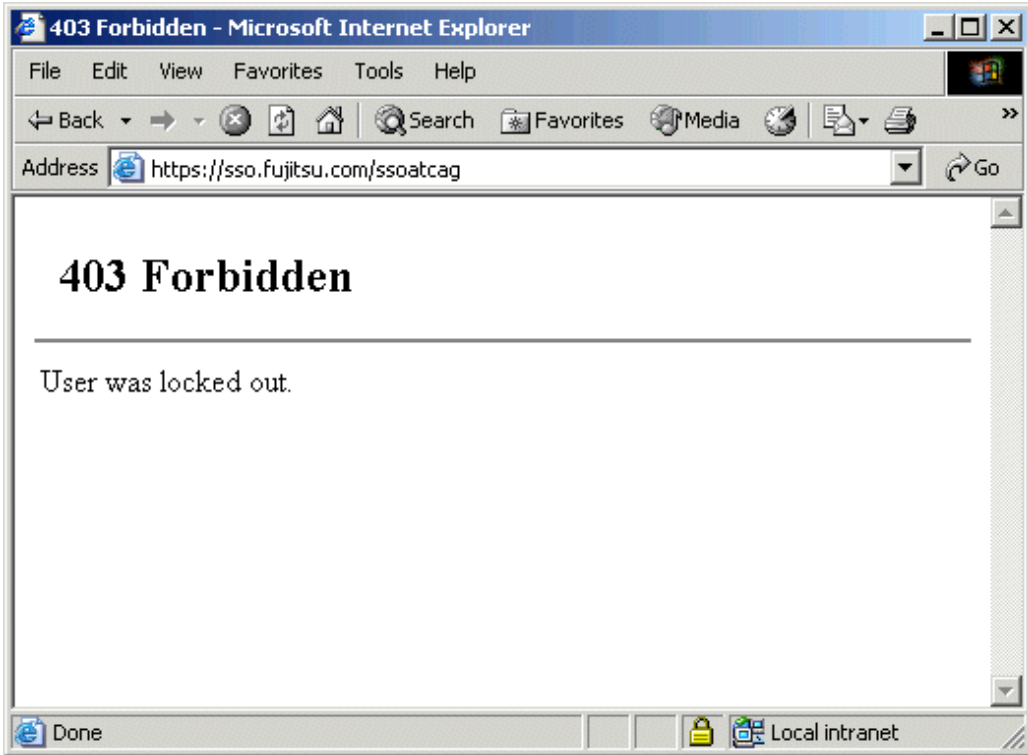 403 Forbidden - Microsoft Internet Explorer
File Edit View Favorites Tools Help
Back Search Favorites Media »
Address https://sso.fujitsu.com/ssoatcag Go
403 Forbidden
User was locked out.
Done Local intranet